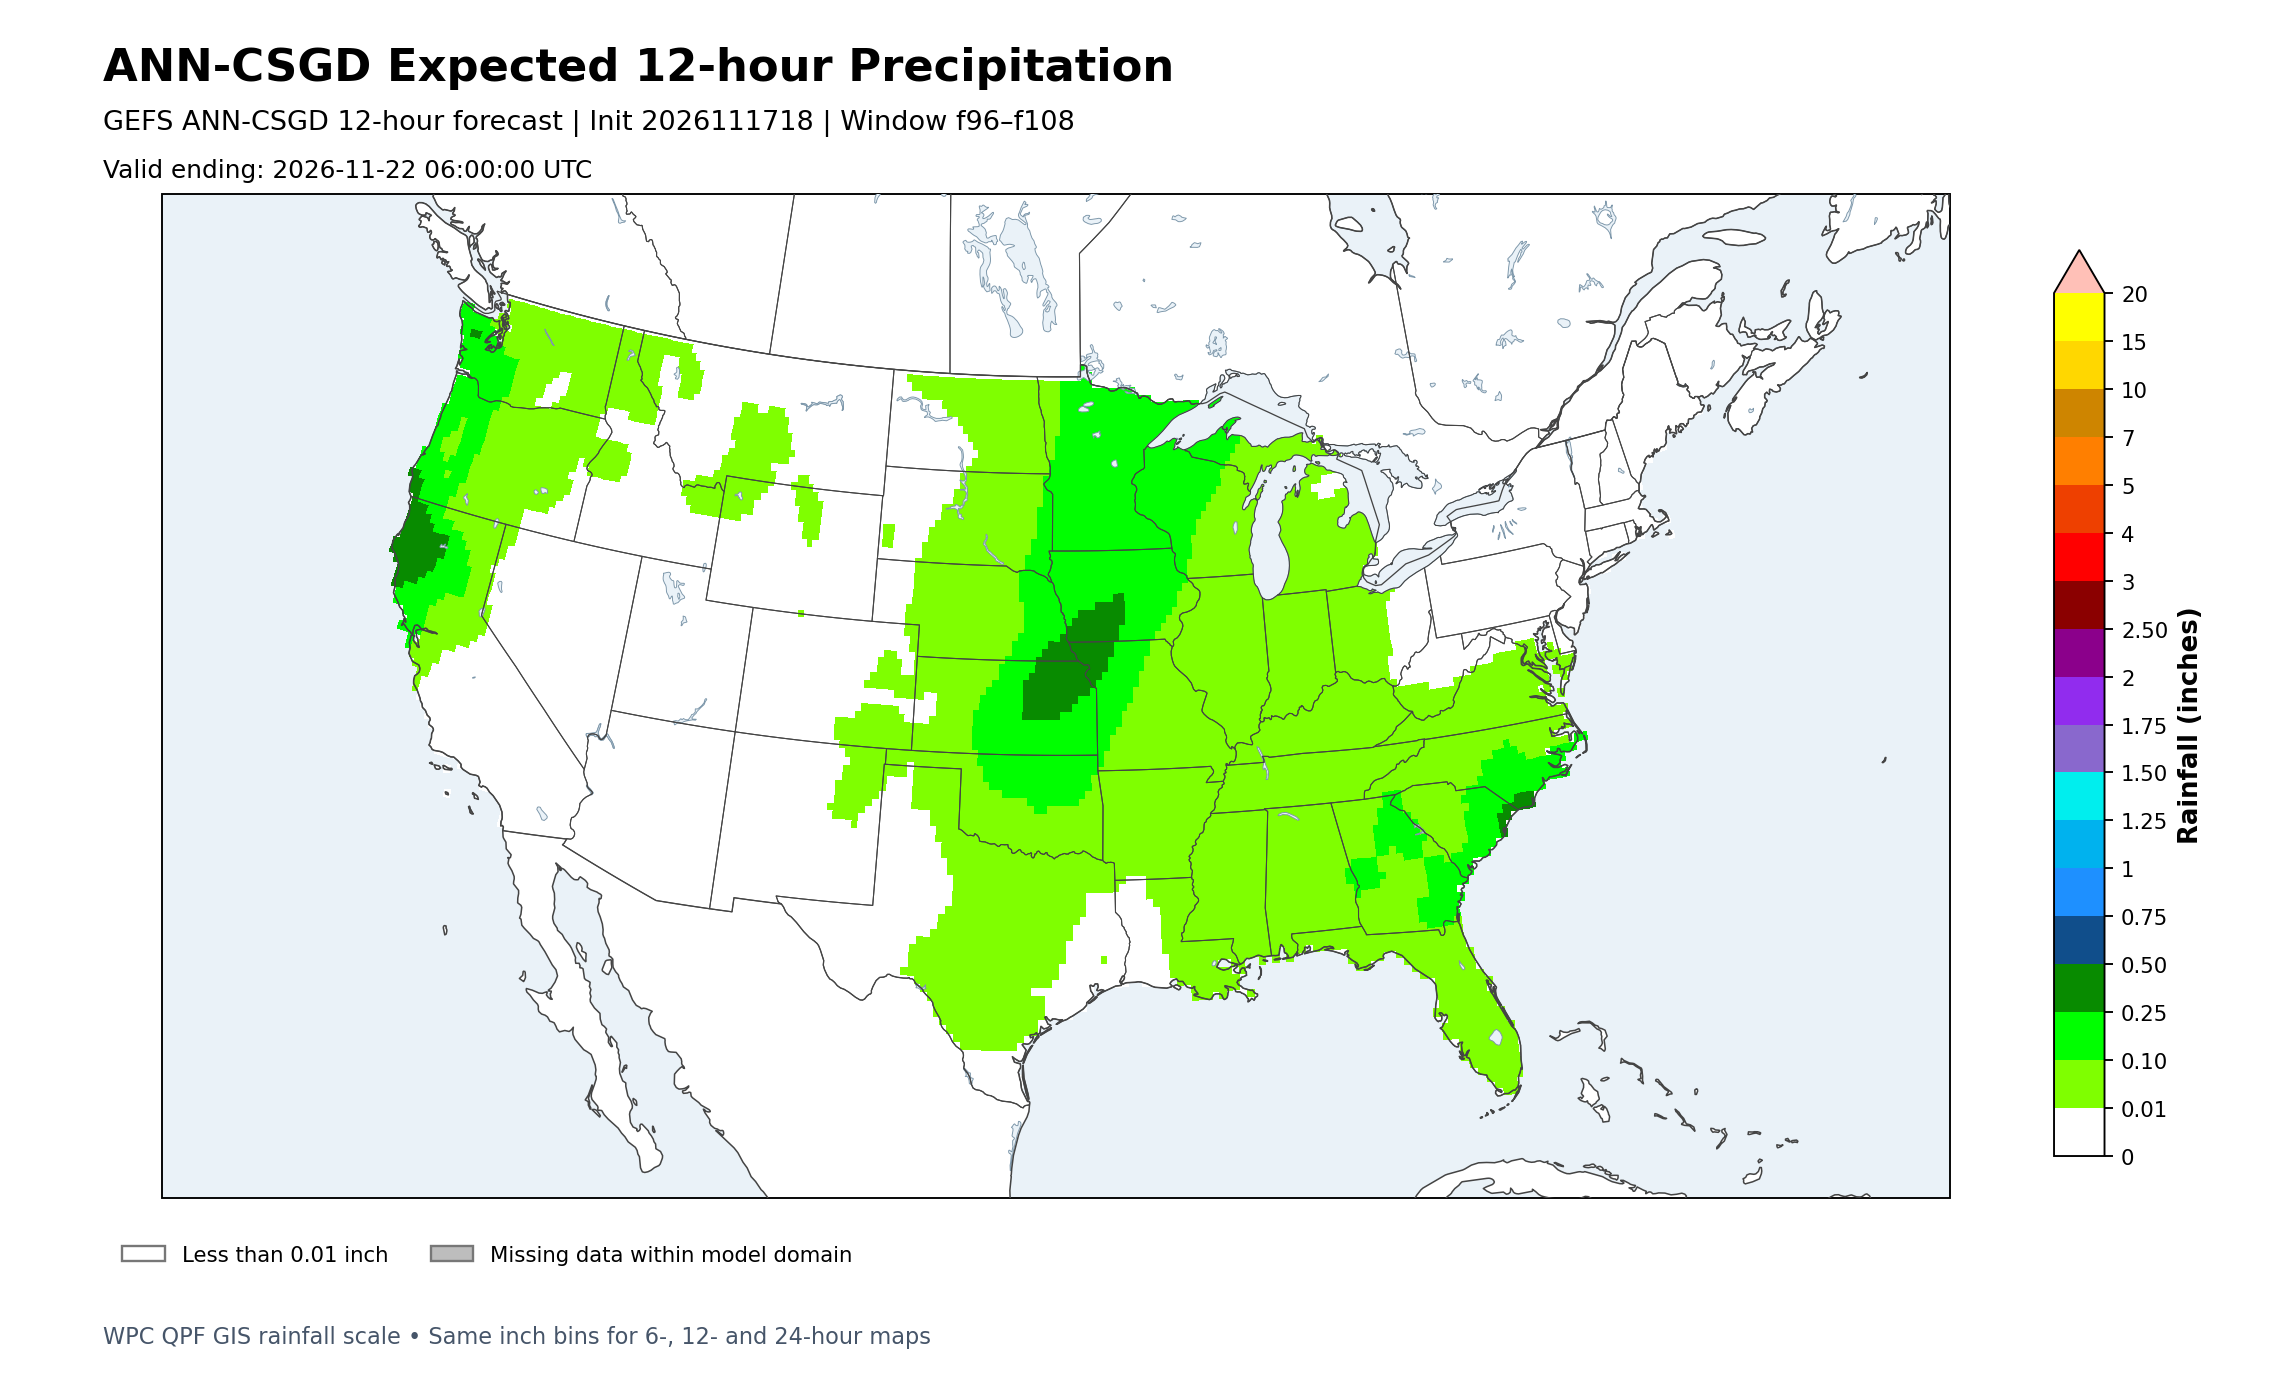 ANN-CSGD Expected 12-hour Precipitation
GEFS ANN-CSGD 12-hour forecast | Init 2026111718 | Window f96–f108
Valid ending: 2026-11-22 06:00:00 UTC
20
15
10
7
5
4
3
2.50
2
1.75
1.50
1.25
1
0.75
0.50
0.25
0.10
0.01
0
Rainfall (inches)
Less than 0.01 inch
Missing data within model domain
WPC QPF GIS rainfall scale • Same inch bins for 6-, 12- and 24-hour maps